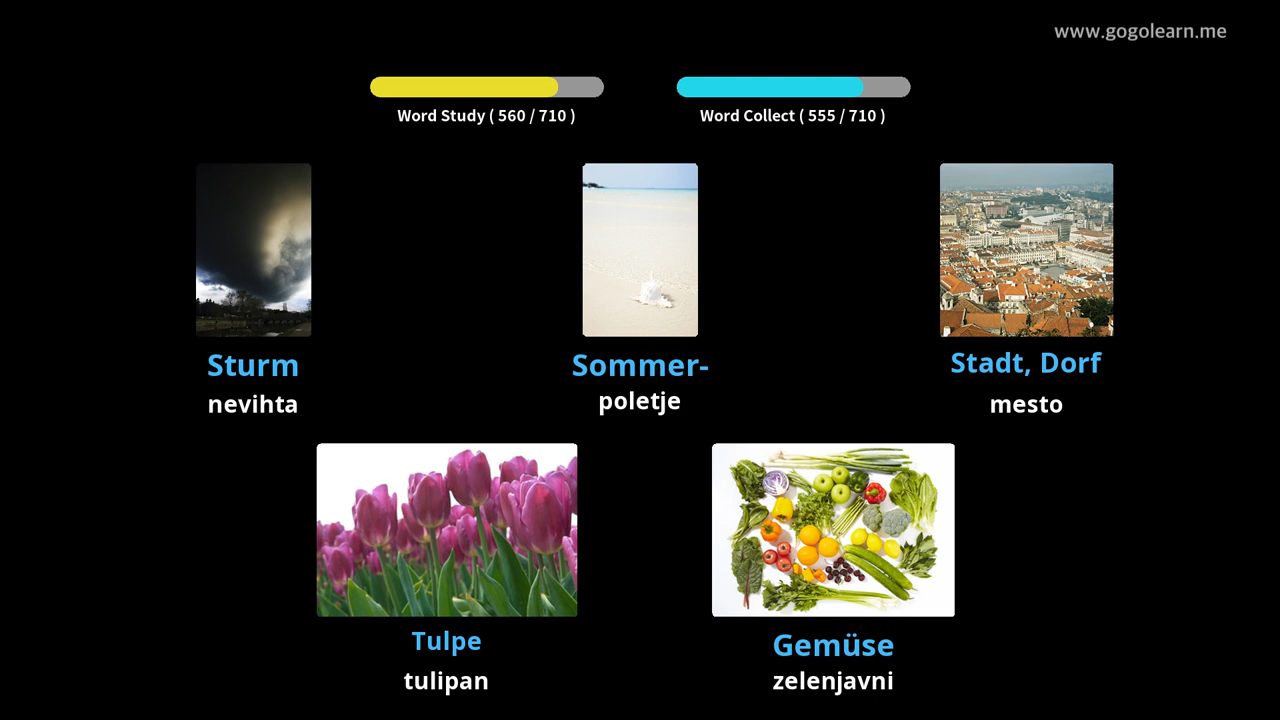 www.gogolearn.me
Word Study ( 560 / 710 )
Word Collect ( 555 / 710 )
Sturm
nevihta
Sommer-
poletje
Stadt, Dorf
mesto
Tulpe
tulipan
Gemüse
zelenjavni